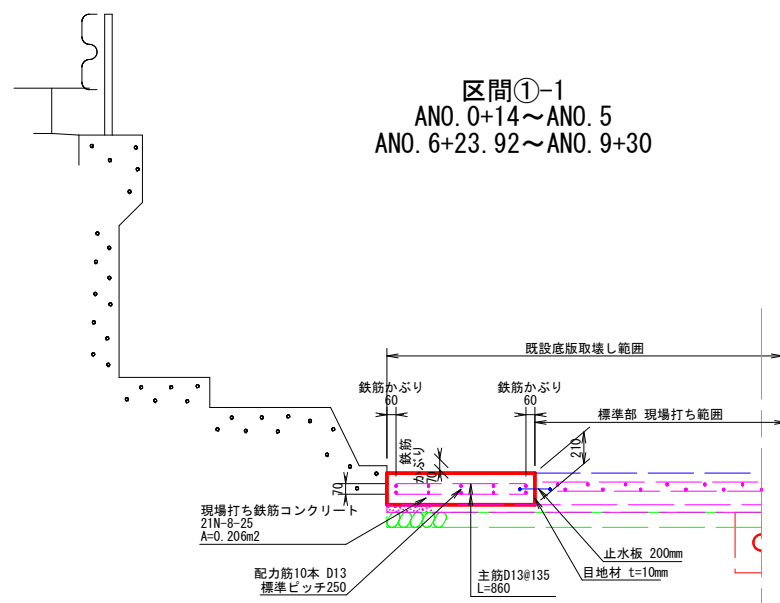 区間①-1
ANO.0+14～ANO.5
ANO.6+23.92～ANO.9+30
既設底版取壊し範囲
鉄筋かぶり
60
鉄筋かぶり
60
標準部 現場打ち範囲
鉄筋
かぶり
70
210
70
現場打ち鉄筋コンクリート
21N-8-25
A=0.206m2
止水板 200mm
配力筋10本 D13
標準ピッチ250
主筋D13@135
L=860
目地材 t=10mm